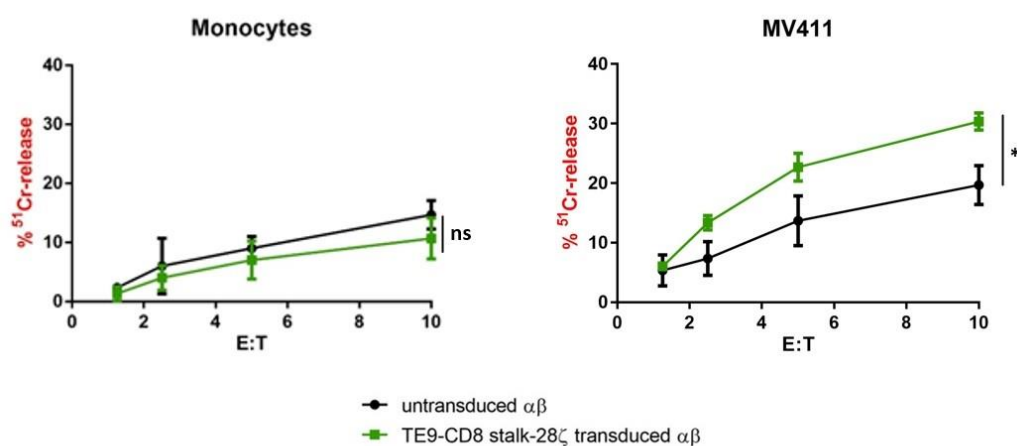 Monocytes
40
30
20
10
0
% ⁵¹Cr-release
0 2 4 6 8 10
E:T
ns
MV411
40
30
20
10
0
% ⁵¹Cr-release
0 2 4 6 8 10
E:T
*
untransduced αβ
TE9-CD8 stalk-28ζ transduced αβ